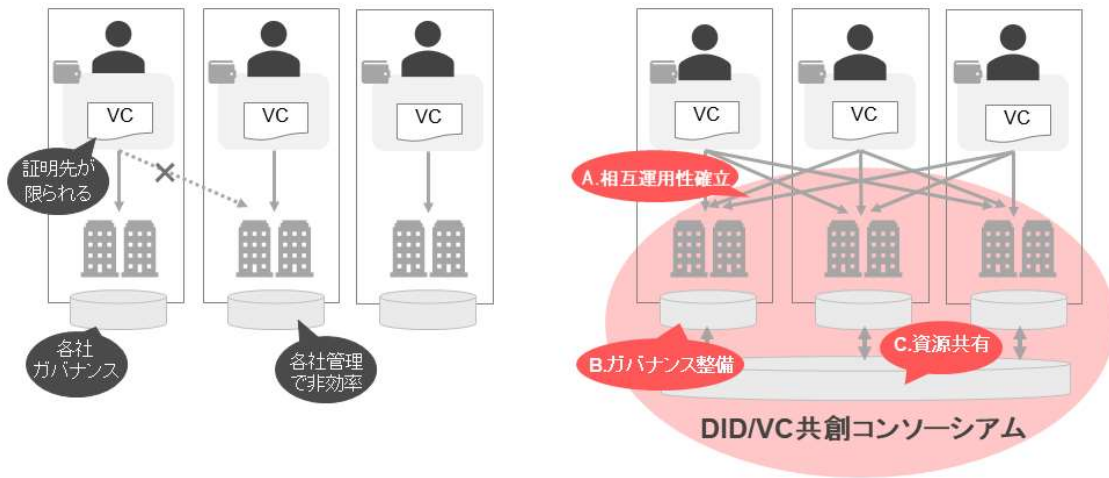 VC
VC
VC
証明先が
限られる
各社
ガバナンス
各社管理
で非効率
VC
VC
VC
A.相互運用性確立
B.ガバナンス整備
C.資源共有
DID/VC共創コンソーシアム